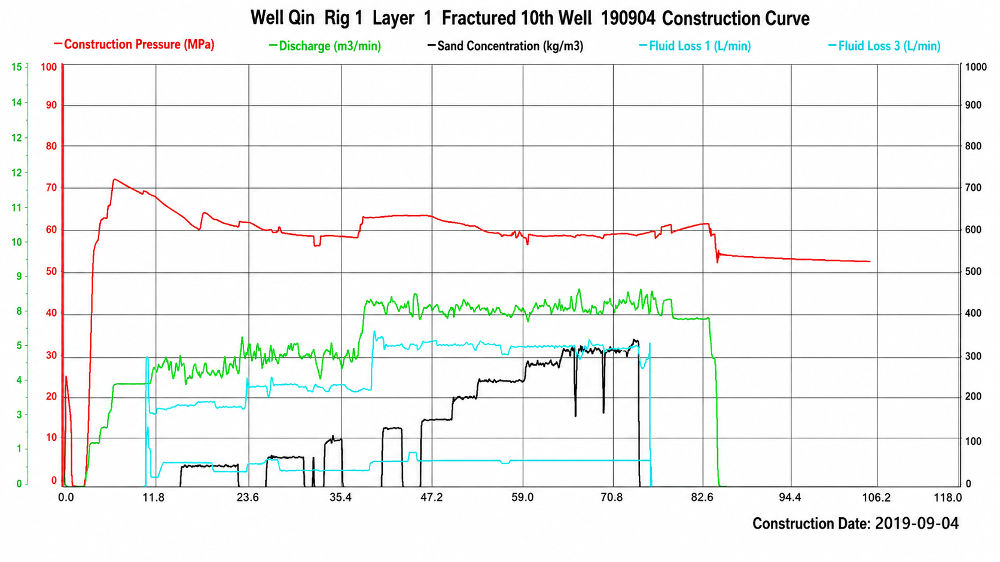 Well Qin Rig 1 Layer 1 Fractured 10th Well 190904 Construction Curve
Construction Pressure (MPa) Discharge (m3/min) Sand Concentration (kg/m3) Fluid Loss 1 (L/min) Fluid Loss 3 (L/min)
15 100 1000
14 90 900
12 80 800
12 70 700
11 60 600
10 50 500
9 40 400
8 30 300
5 20 200
4 10 100
3 0 0
1
0
0.0 11.8 23.6 35.4 47.2 59.0 70.8 82.6 94.4 106.2 118.0
Construction Date: 2019-09-04